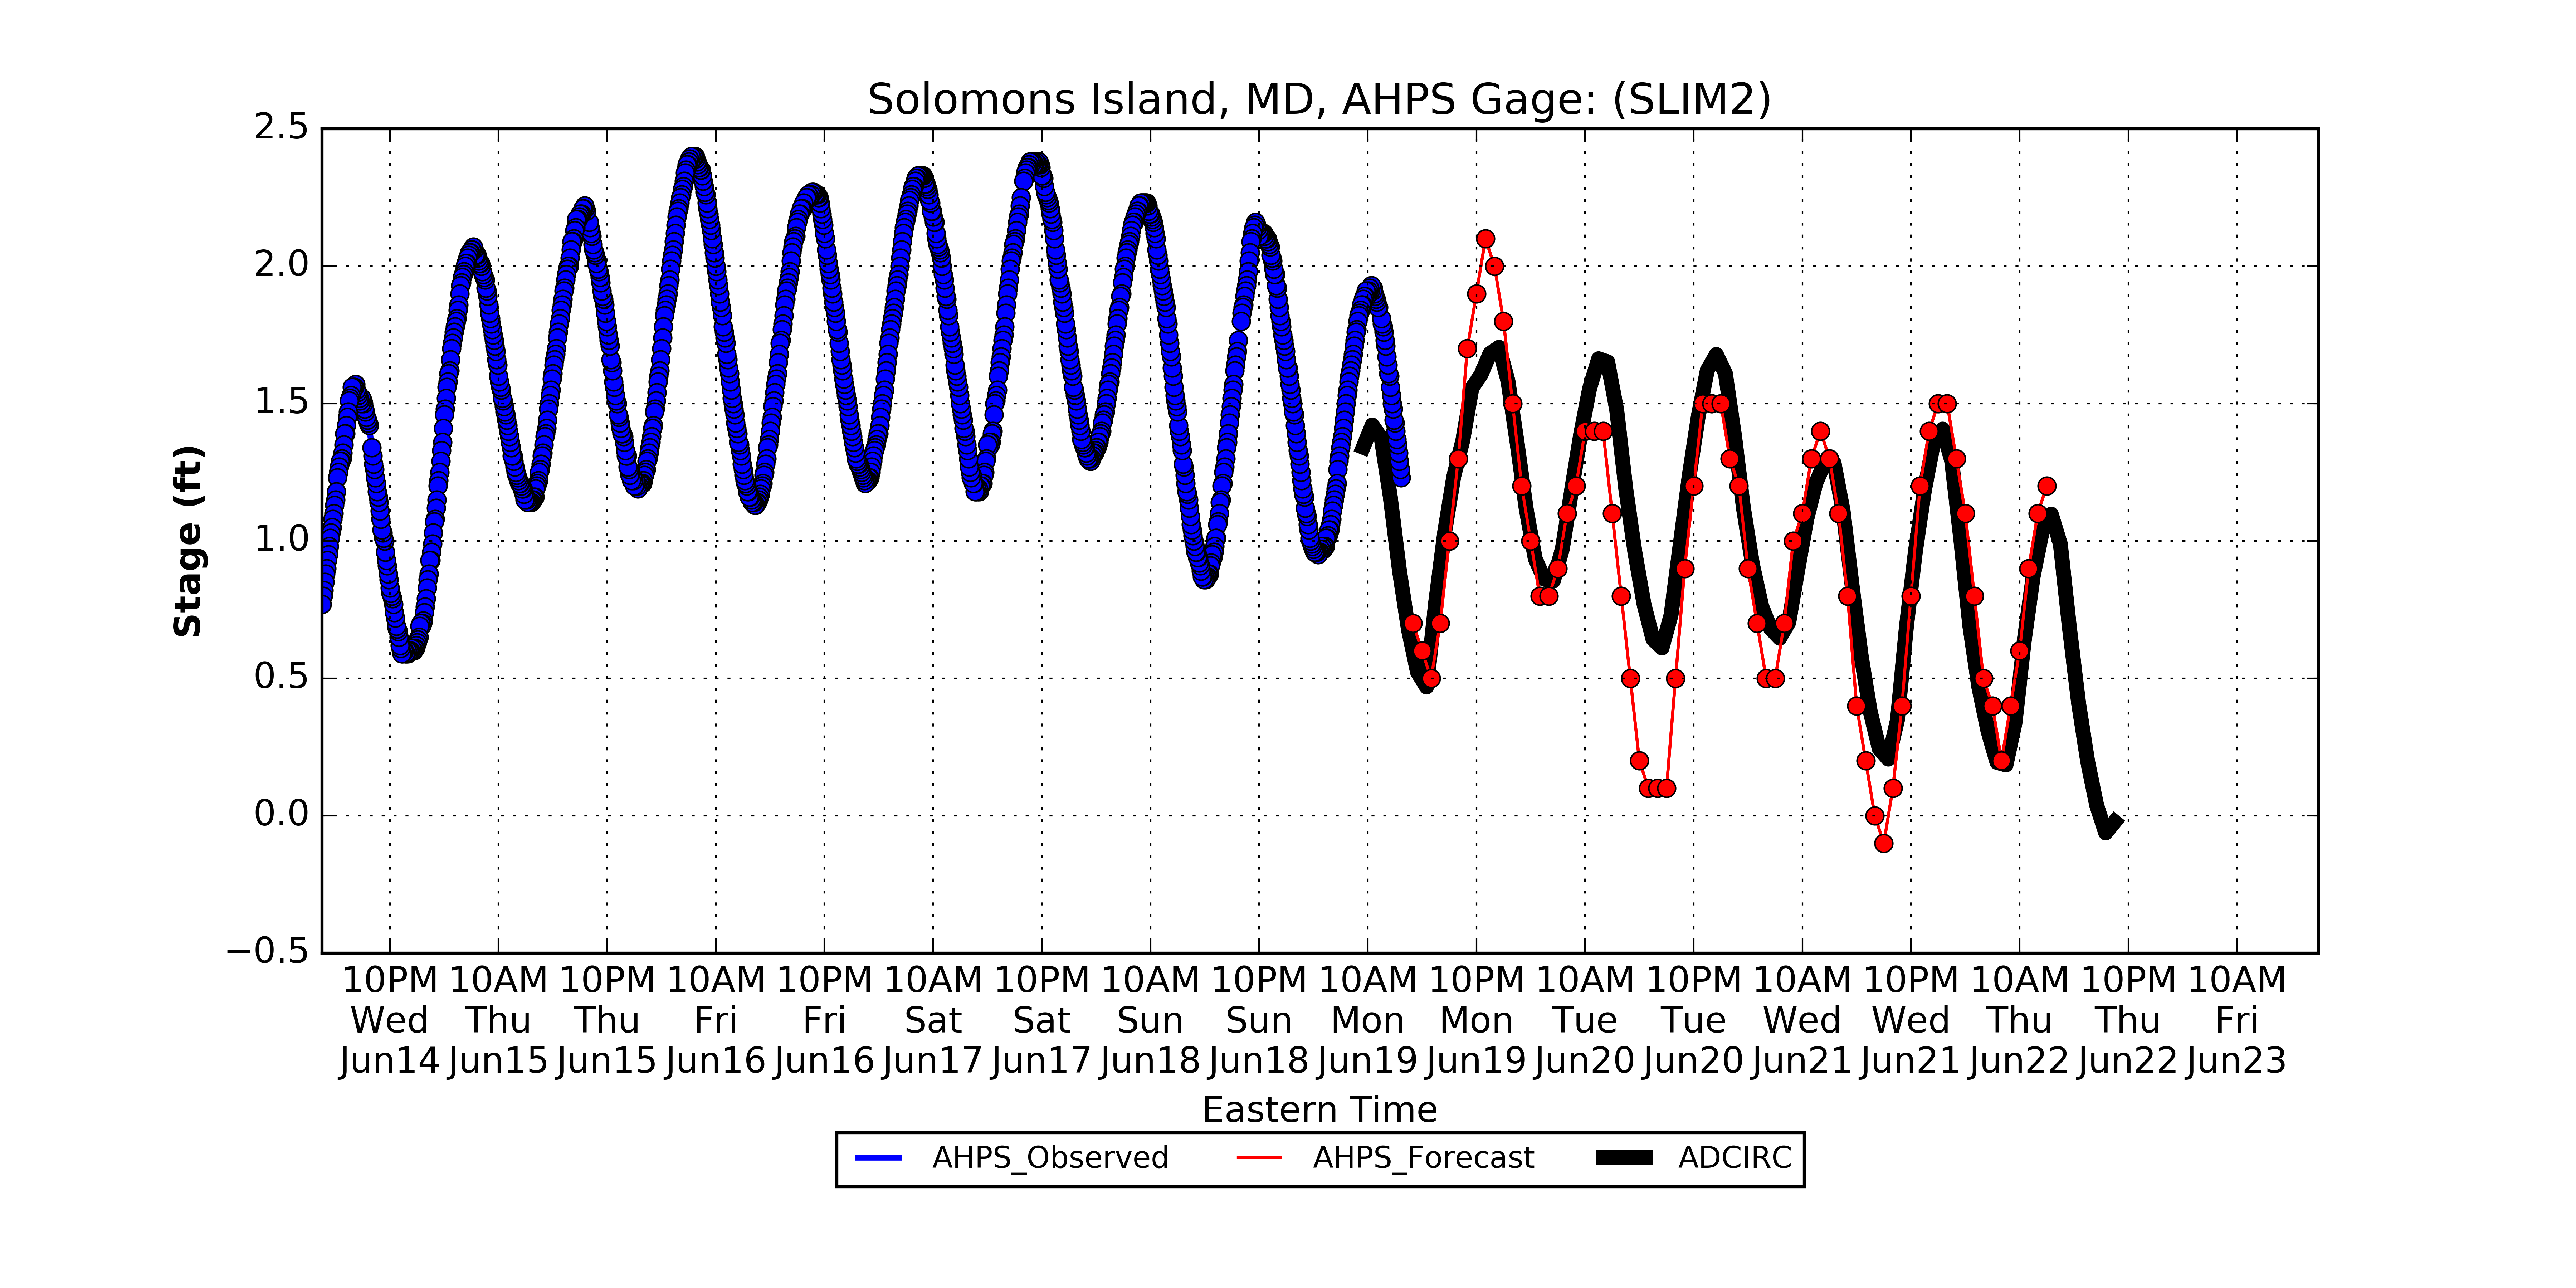 Solomons Island, MD, AHPS Gage: (SLIM2)
2.5
2.0
1.5
1.0
0.5
0.0
−0.5
Stage (ft)
10PM 10AM 10PM 10AM 10PM 10AM 10PM 10AM 10PM 10AM 10PM 10AM 10PM 10AM 10PM 10AM 10PM 10AM
Wed Thu Thu Fri Fri Sat Sat Sun Sun Mon Mon Tue Tue Wed Wed Thu Thu Fri
Jun14 Jun15 Jun15 Jun16 Jun16 Jun17 Jun17 Jun18 Jun18 Jun19 Jun19 Jun20 Jun20 Jun21 Jun21 Jun22 Jun22 Jun23
Eastern Time
AHPS_Observed AHPS_Forecast ADCIRC